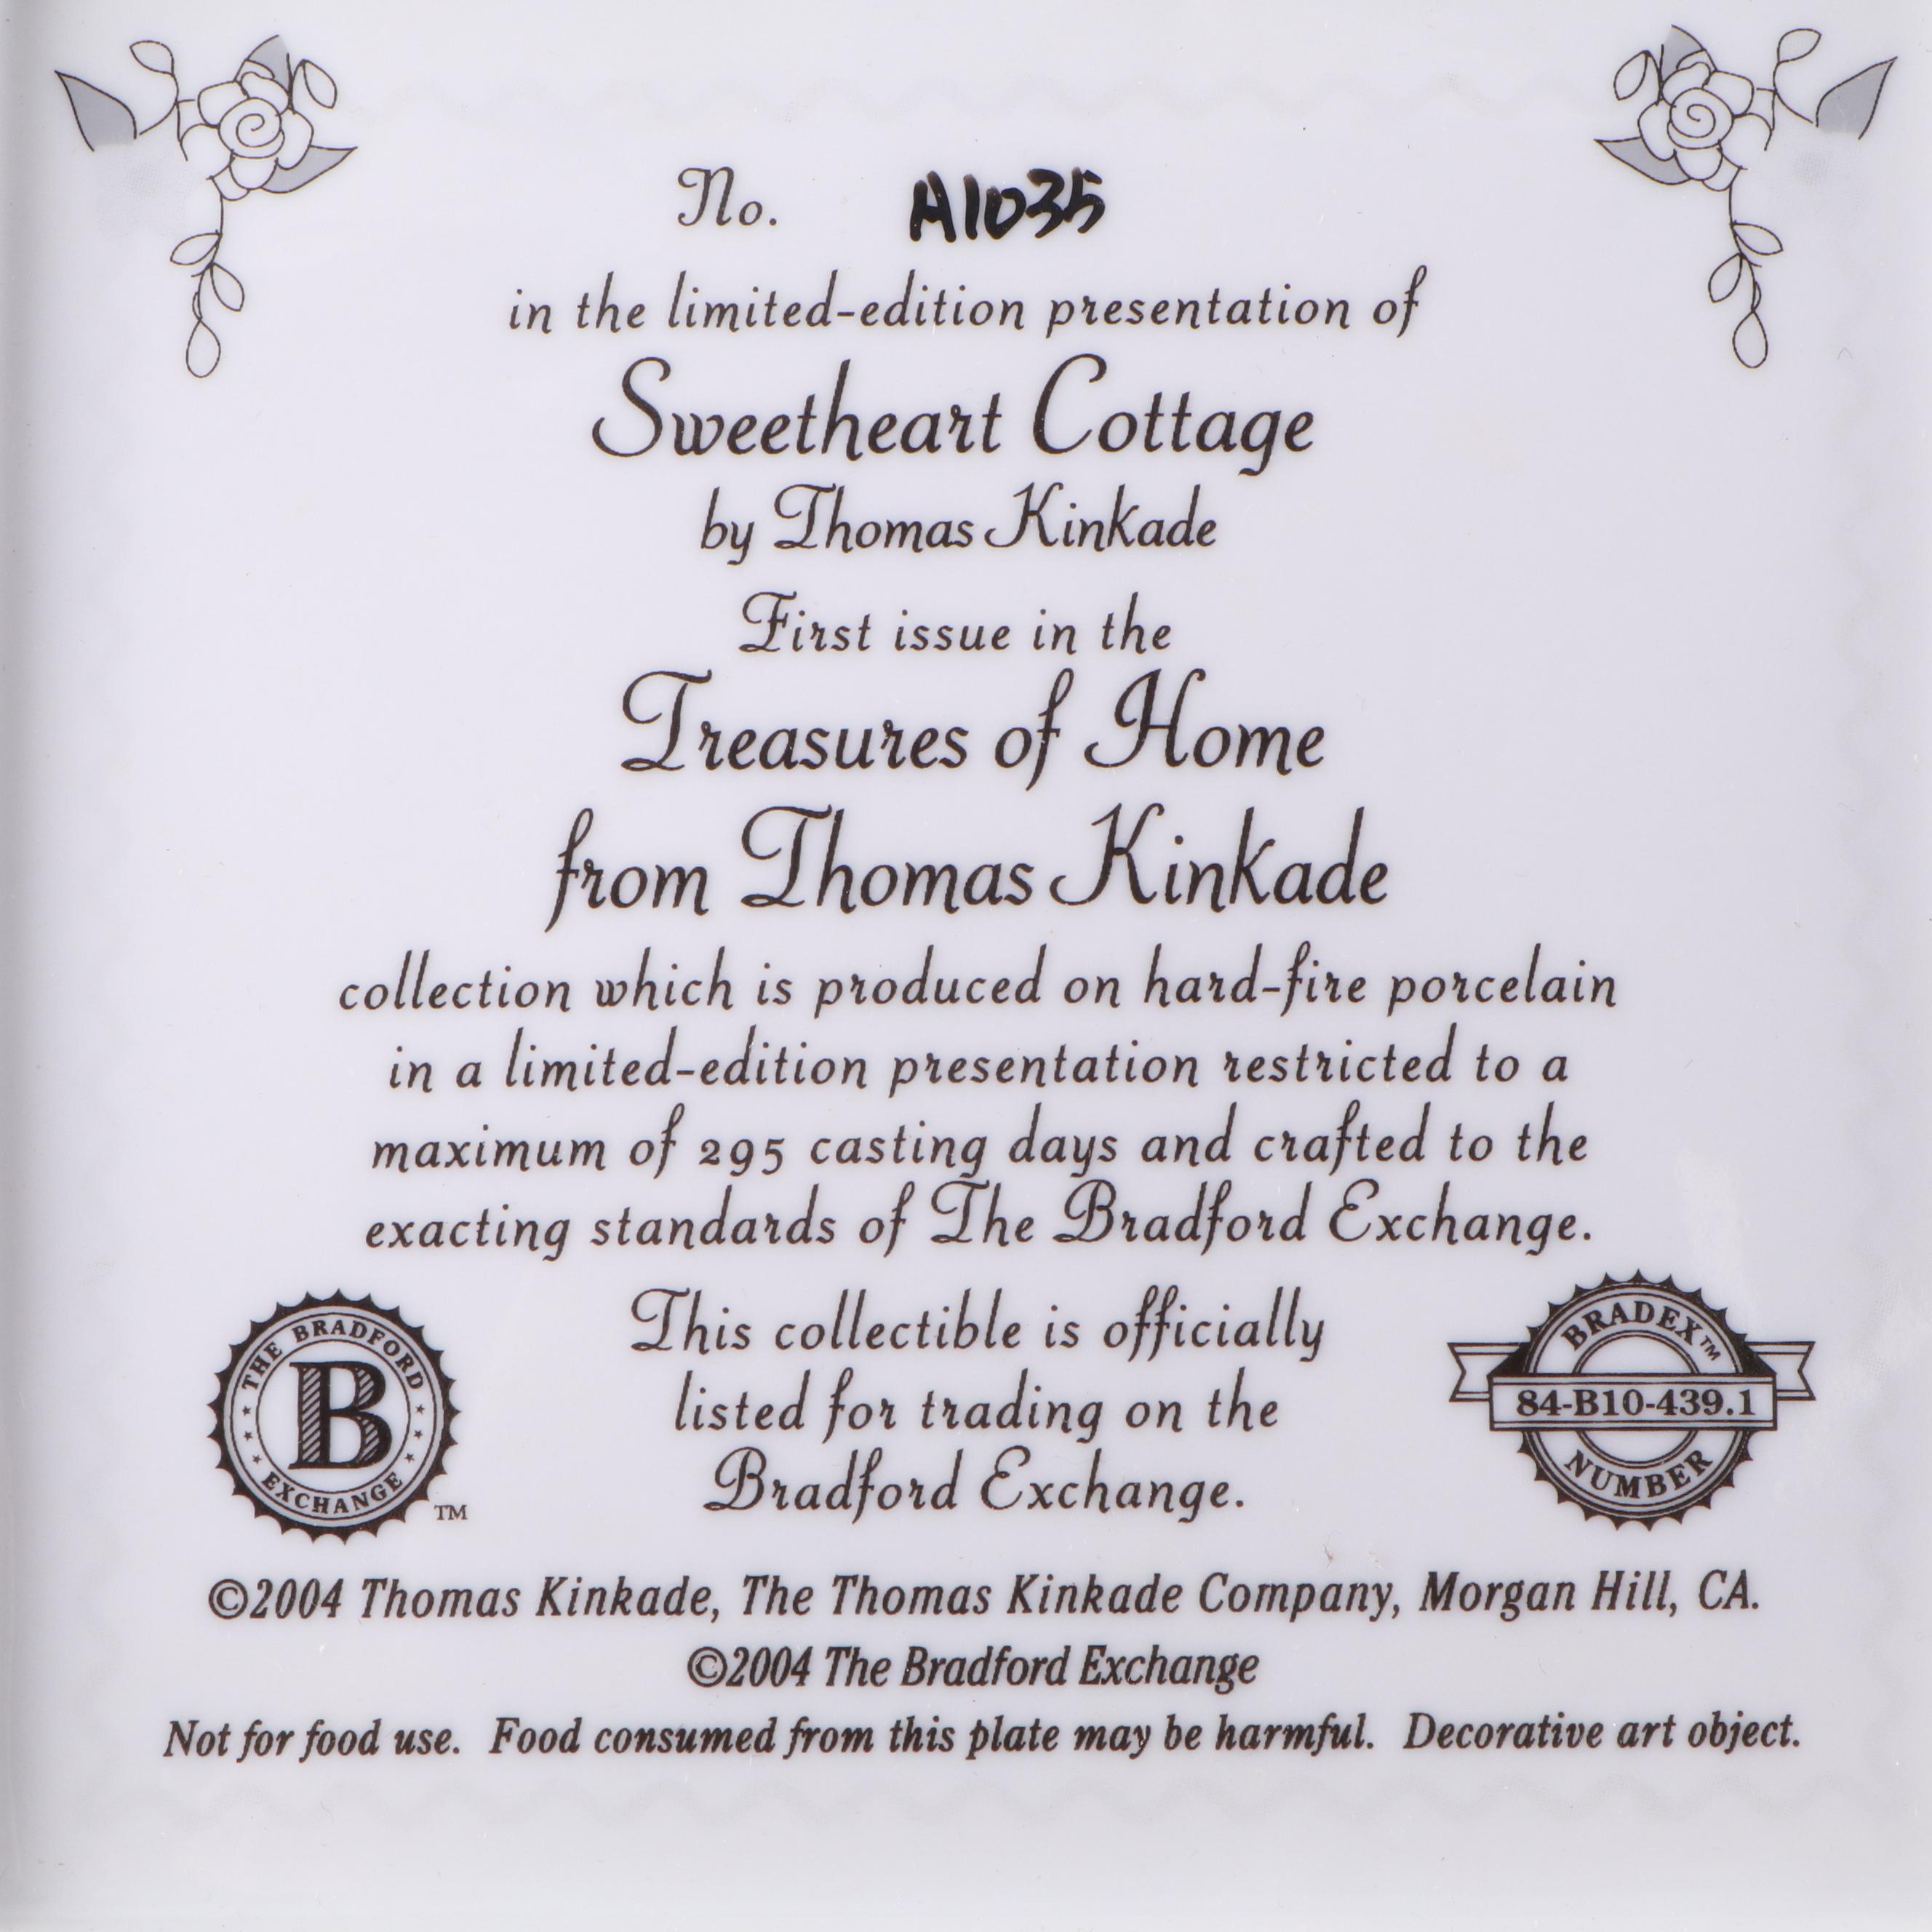 No. A1035
in the limited-edition presentation of
Sweetheart Cottage
by Thomas Kinkade
First issue in the
Treasures of Home
from Thomas Kinkade
collection which is produced on hard-fire porcelain
in a limited-edition presentation restricted to a
maximum of 295 casting days and crafted to the
exacting standards of The Bradford Exchange.
This collectible is officially
listed for trading on the
Bradford Exchange.
THE BRADFORD
B
EXCHANGE
TM
BRADEX™
84-B10-439.1
NUMBER
©2004 Thomas Kinkade, The Thomas Kinkade Company, Morgan Hill, CA.
©2004 The Bradford Exchange
Not for food use. Food consumed from this plate may be harmful. Decorative art object.